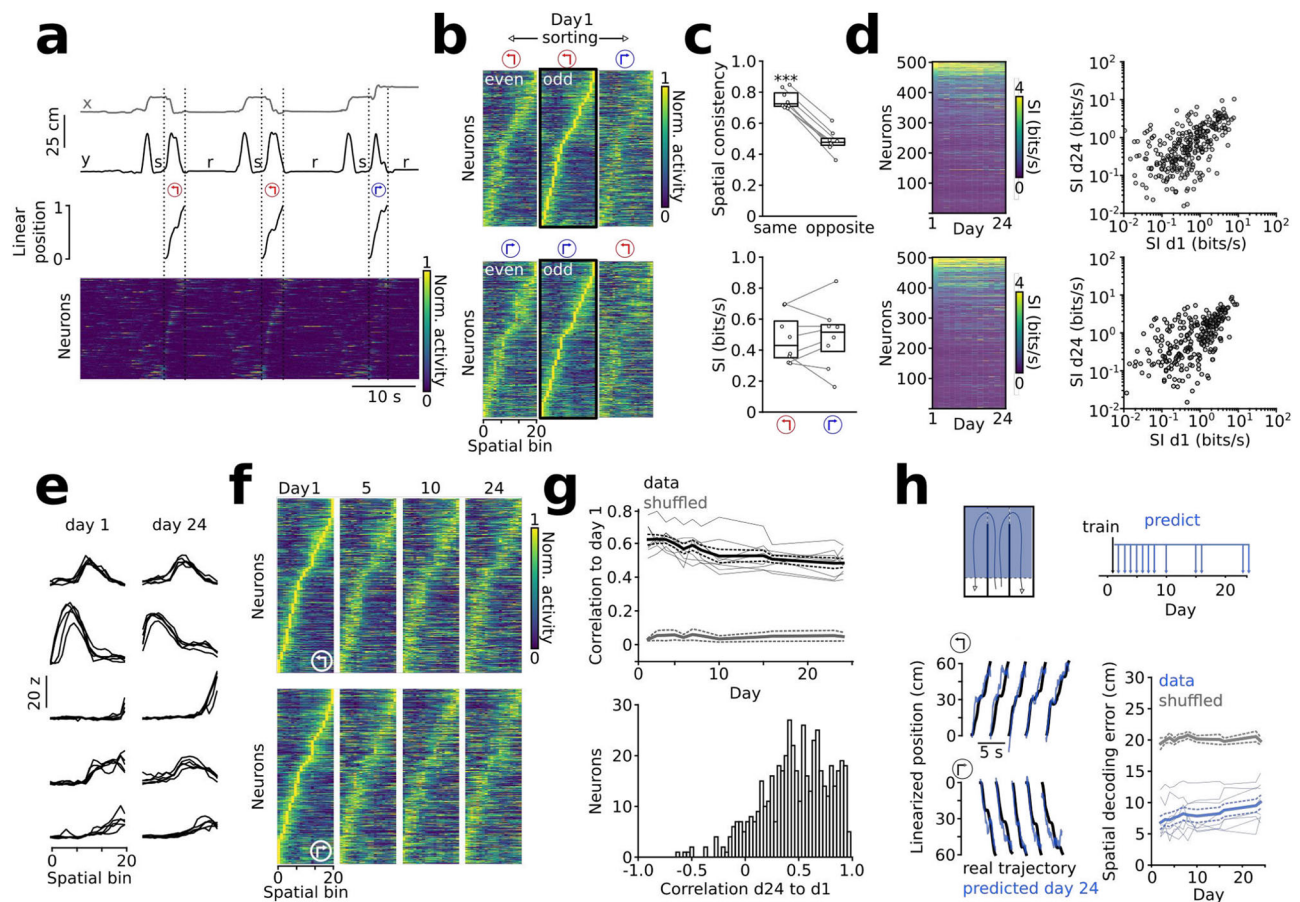 a
x
25 cm
y
s
r
s
r
s
r
Linear
position
1
0
Neurons
1
Norm. activity
0
10 s
b
Day1
sorting
even
odd
Neurons
1
Norm. activity
0
even
odd
Neurons
0
20
Spatial bin
c
***
Spatial consistency
1.0
0.8
0.6
0.4
0.2
0
same
opposite
SI (bits/s)
1.0
0.8
0.6
0.4
0.2
0
d
Neurons
500
400
300
200
100
1
24
Day
4
SI (bits/s)
0
SI d24 (bits/s)
10² 10¹ 10⁰ 10⁻¹ 10⁻²
10⁻² 10⁻¹ 10⁰ 10¹ 10²
SI d1 (bits/s)
Neurons
500
400
300
200
100
1
24
Day
4
SI (bits/s)
0
SI d24 (bits/s)
10² 10¹ 10⁰ 10⁻¹ 10⁻²
10⁻² 10⁻¹ 10⁰ 10¹ 10²
SI d1 (bits/s)
e
day 1
day 24
20 z
0
20
Spatial bin
f
Day1
5
10
24
Neurons
1
Norm. activity
0
Neurons
0
20
Spatial bin
g
data
shuffled
Correlation to day 1
0.8
0.6
0.4
0.2
0
0 10 20
Day
Neurons
30
20
10
0
-1.0 -0.5 0 0.5 1.0
Correlation d24 to d1
h
train
predict
0 10 20
Day
Linearized position (cm)
60
30
0
5 s
0
30
60
real trajectory
predicted day 24
data
shuffled
Spatial decoding error (cm)
30
25
20
15
10
5
0
0 10 20
Day